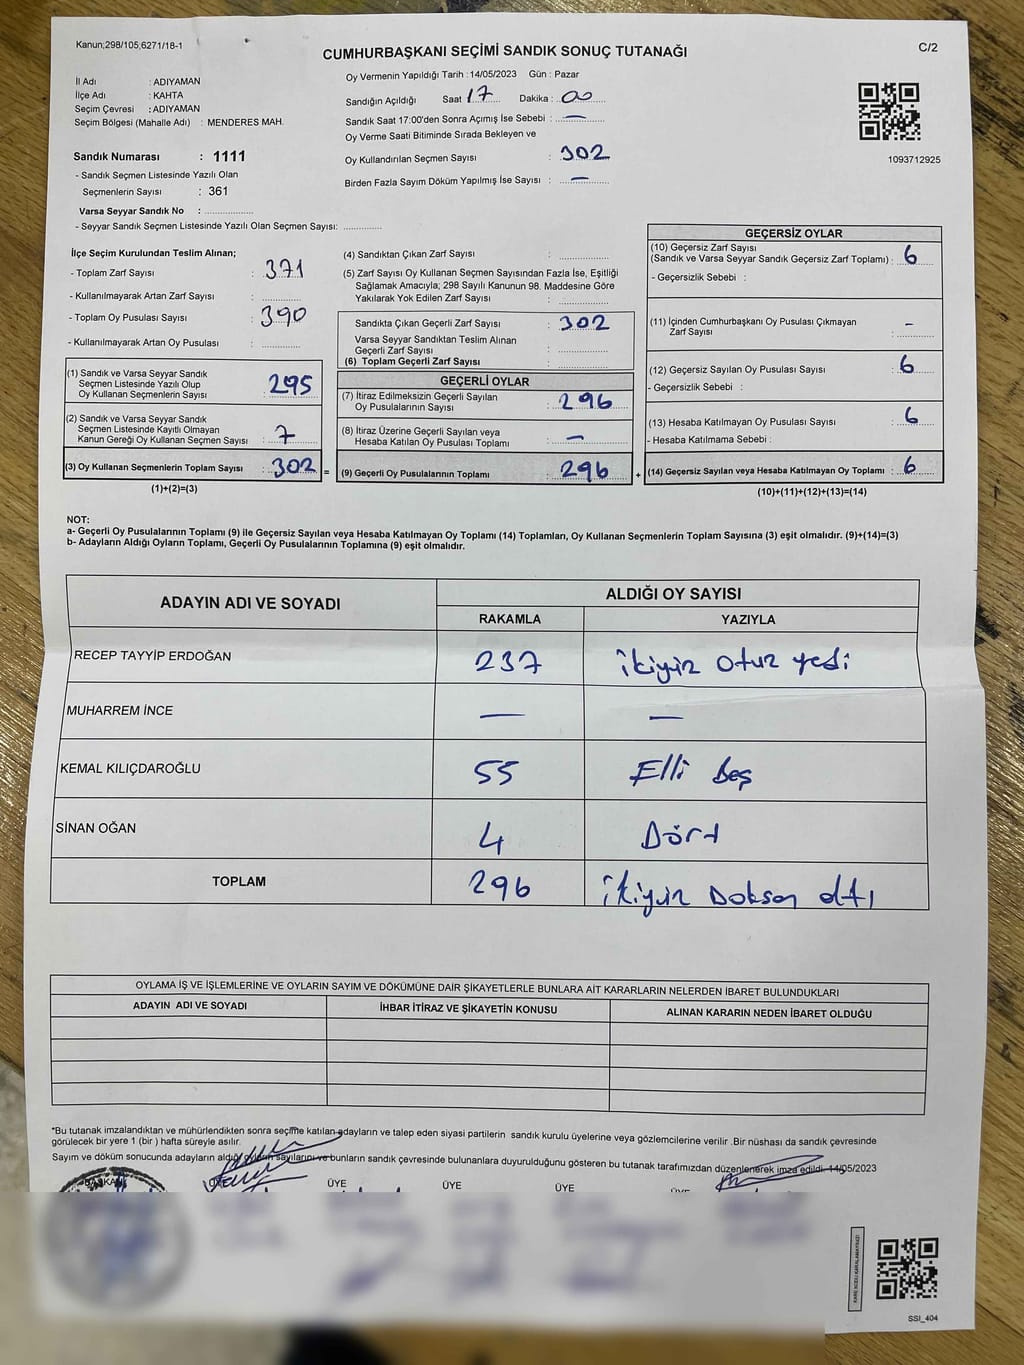 Kanun;298/105;6271/18-1
C/2
CUMHURBAŞKANI SEÇİMİ SANDIK SONUÇ TUTANAĞI
İl Adı : ADIYAMAN
İlçe Adı : KAHTA
Seçim Çevresi : ADIYAMAN
Seçim Bölgesi (Mahalle Adı) : MENDERES MAH.
Sandık Numarası : 1111
- Sandık Seçmen Listesinde Yazılı Olan
Seçmenlerin Sayısı : 361
Varsa Seyyar Sandık No :
- Seyyar Sandık Seçmen Listesinde Yazılı Olan Seçmen Sayısı:
Oy Vermenin Yapıldığı Tarih : 14/05/2023 Gün : Pazar
Sandığın Açıldığı Saat 17 Dakika : 00
Sandık Saat 17:00'den Sonra Açımış İse Sebebi : —
Oy Verme Saati Bitiminde Sırada Bekleyen ve
Oy Kullandırılan Seçmen Sayısı : 302
Birden Fazla Sayım Döküm Yapılmış İse Sayısı : —
1093712925
İlçe Seçim Kurulundan Teslim Alınan;
- Toplam Zarf Sayısı : 371
- Kullanılmayarak Artan Zarf Sayısı :
- Toplam Oy Pusulası Sayısı : 390
- Kullanılmayarak Artan Oy Pusulası :
(1) Sandık ve Varsa Seyyar Sandık
Seçmen Listesinde Yazılı Olup
Oy Kullanan Seçmenlerin Sayısı : 295
(2) Sandık ve Varsa Seyyar Sandık
Seçmen Listesinde Kayıtlı Olmayan
Kanun Gereği Oy Kullanan Seçmen Sayısı : 7
(3) Oy Kullanan Seçmenlerin Toplam Sayısı : 302 =
(1)+(2)=(3)
(4) Sandıktan Çıkan Zarf Sayısı :
(5) Zarf Sayısı Oy Kullanan Seçmen Sayısından Fazla İse, Eşitliği
Sağlamak Amacıyla; 298 Sayılı Kanunun 98. Maddesine Göre
Yakılarak Yok Edilen Zarf Sayısı :
Sandıkta Çıkan Geçerli Zarf Sayısı : 302
Varsa Seyyar Sandıktan Teslim Alınan
Geçerli Zarf Sayısı :
(6) Toplam Geçerli Zarf Sayısı :
GEÇERLİ OYLAR
(7) İtiraz Edilmeksizin Geçerli Sayılan
Oy Pusulalarının Sayısı : 296
(8) İtiraz Üzerine Geçerli Sayılan veya
Hesaba Katılan Oy Pusulası Toplamı : —
(9) Geçerli Oy Pusulalarının Toplamı : 296 +
GEÇERSİZ OYLAR
(10) Geçersiz Zarf Sayısı
(Sandık ve Varsa Seyyar Sandık Geçersiz Zarf Toplamı) : 6
- Geçersizlik Sebebi :
(11) İçinden Cumhurbaşkanı Oy Pusulası Çıkmayan
Zarf Sayısı : -
(12) Geçersiz Sayılan Oy Pusulası Sayısı : 6
- Geçersizlik Sebebi :
(13) Hesaba Katılmayan Oy Pusulası Sayısı : 6
- Hesaba Katılmama Sebebi :
(14) Geçersiz Sayılan veya Hesaba Katılmayan Oy Toplamı : 6
(10)+(11)+(12)+(13)=(14)
NOT:
a- Geçerli Oy Pusulalarının Toplamı (9) ile Geçersiz Sayılan veya Hesaba Katılmayan Oy Toplamı (14) Toplamları, Oy Kullanan Seçmenlerin Toplam Sayısına (3) eşit olmalıdır. (9)+(14)=(3)
b- Adayların Aldığı Oyların Toplamı, Geçerli Oy Pusulalarının Toplamına (9) eşit olmalıdır.
ADAYIN ADI VE SOYADI
ALDIĞI OY SAYISI
RAKAMLA YAZIYLA
RECEP TAYYİP ERDOĞAN 237 ikiyüz otuz yedi
MUHARREM İNCE — —
KEMAL KILIÇDAROĞLU 55 Elli Beş
SİNAN OĞAN 4 Dört
TOPLAM 296 ikiyüz Doksan altı
OYLAMA İŞ VE İŞLEMLERİNE VE OYLARIN SAYIM VE DÖKÜMÜNE DAİR ŞİKAYETLERLE BUNLARA AİT KARARLARIN NELERDEN İBARET BULUNDUKLARI
ADAYIN ADI VE SOYADI İHBAR İTİRAZ VE ŞİKAYETİN KONUSU ALINAN KARARIN NEDEN İBARET OLDUĞU
*Bu tutanak imzalandıktan ve mühürlendikten sonra seçime katılan adayların ve talep eden siyasi partilerin sandık kurulu üyelerine veya gözlemcilerine verilir .Bir nüshası da sandık çevresinde
görülecek bir yere 1 (bir ) hafta süreyle asılır.
Sayım ve döküm sonucunda adayların aldığı oyların sayılarını ve bunların sandık çevresinde bulunanlara duyurulduğunu gösteren bu tutanak tarafımızdan düzenlenerek imza edildi. 14/05/2023
BAŞKAN ÜYE ÜYE ÜYE ÜYE ÜYE
KARE KODU KARALAMAYINIZ!
SSI_404